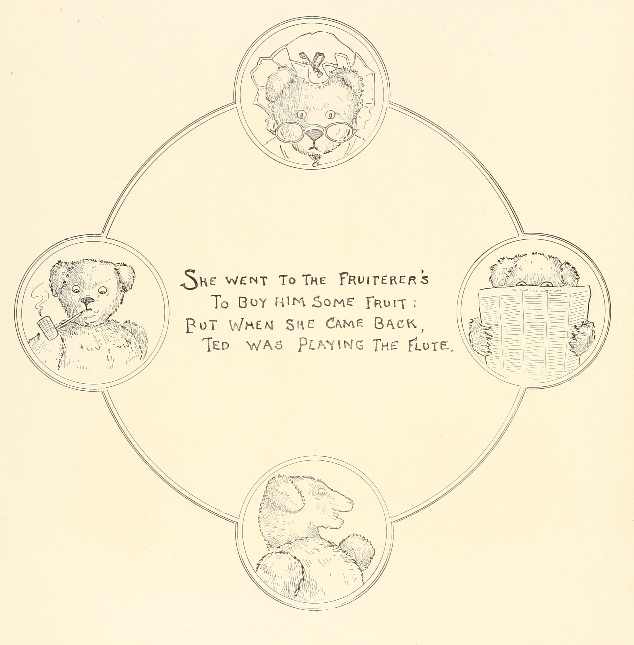 SHE WENT TO THE FRUITERER'S
TO BUY HIM SOME FRUIT:
BUT WHEN SHE CAME BACK,
TED WAS PLAYING THE FLUTE.